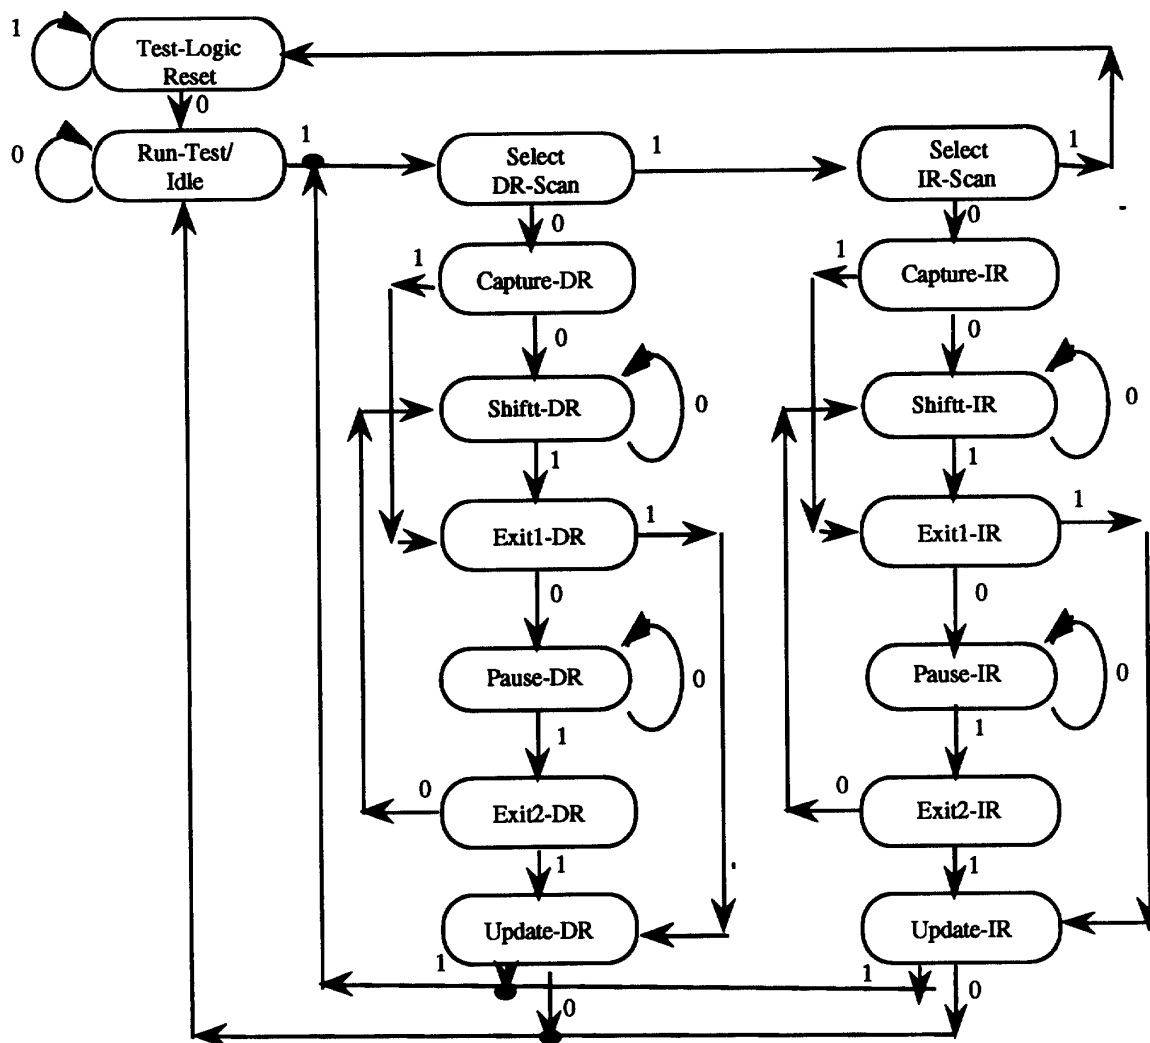 1
Test-Logic
Reset
0
0
Run-Test/
Idle
1
Select
DR-Scan
1
Select
IR-Scan
1
0
0
1
Capture-DR
1
Capture-IR
0
0
Shiftt-DR
0
Shiftt-IR
0
1
1
Exit1-DR
1
Exit1-IR
1
0
0
Pause-DR
0
Pause-IR
0
1
1
0
Exit2-DR
0
Exit2-IR
1
1
Update-DR
Update-IR
1
0
1
0